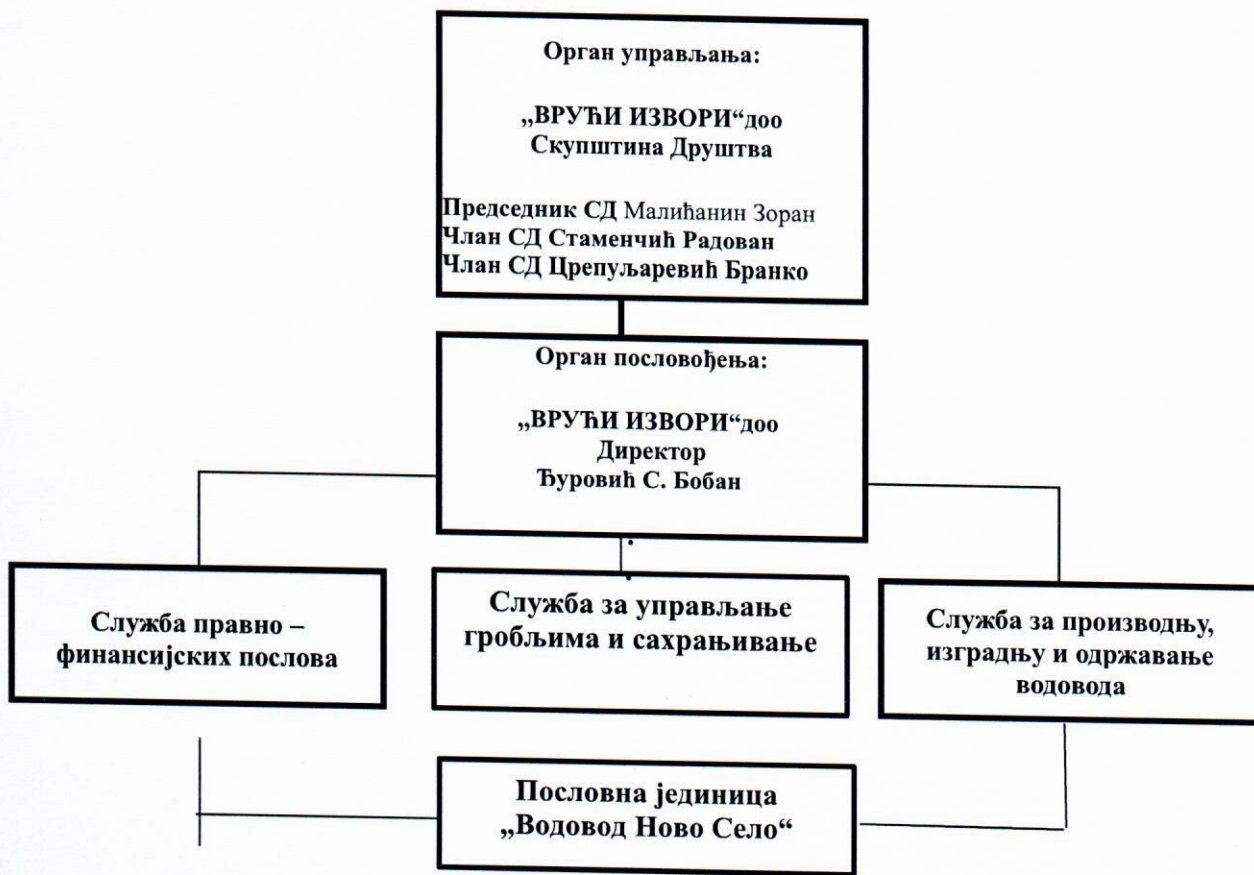 Орган управљања:
„ВРУЋИ ИЗВОРИ“доо
Скупштина Друштва
Председник СД Малићанин Зоран
Члан СД Стаменчић Радован
Члан СД Црепуљаревић Бранко
Орган пословођења:
„ВРУЋИ ИЗВОРИ“доо
Директор
Ђуровић С. Бобан
Служба правно –
финансијских послова
Служба за управљање
гробљима и сахрањивање
Служба за производњу,
изградњу и одржавање
водовода
Пословна јединица
„Водовод Ново Село“